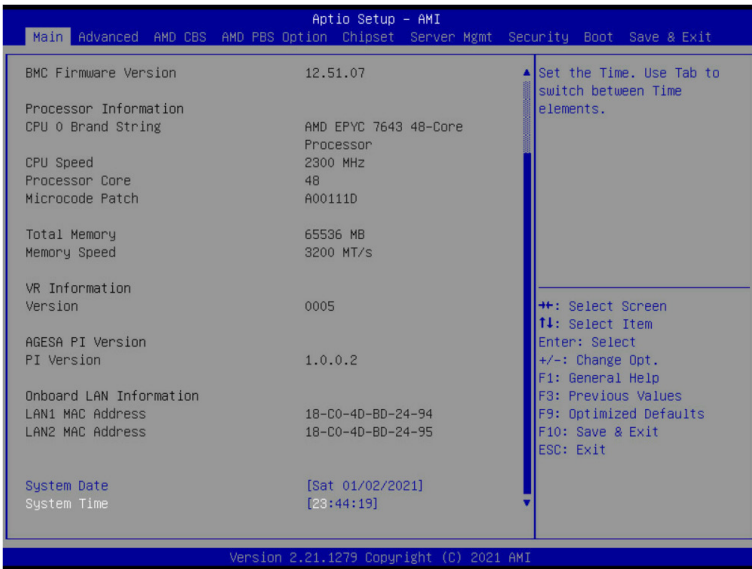 Aptio Setup - AMI
Main Advanced AMD CBS AMD PBS Option Chipset Server Mgmt Security Boot Save & Exit
BMC Firmware Version 12.51.07
Processor Information
CPU 0 Brand String AMD EPYC 7643 48-Core
Processor
CPU Speed 2300 MHz
Processor Core 48
Microcode Patch A00111D
Total Memory 65536 MB
Memory Speed 3200 MT/s
VR Information
Version 0005
AGESA PI Version
PI Version 1.0.0.2
Onboard LAN Information
LAN1 MAC Address 18-C0-4D-BD-24-94
LAN2 MAC Address 18-C0-4D-BD-24-95
System Date [Sat 01/02/2021]
System Time [23:44:19]
Set the Time. Use Tab to
switch between Time
elements.
→←: Select Screen
↑↓: Select Item
Enter: Select
+/-: Change Opt.
F1: General Help
F3: Previous Values
F9: Optimized Defaults
F10: Save & Exit
ESC: Exit
Version 2.21.1279 Copyright (C) 2021 AMI